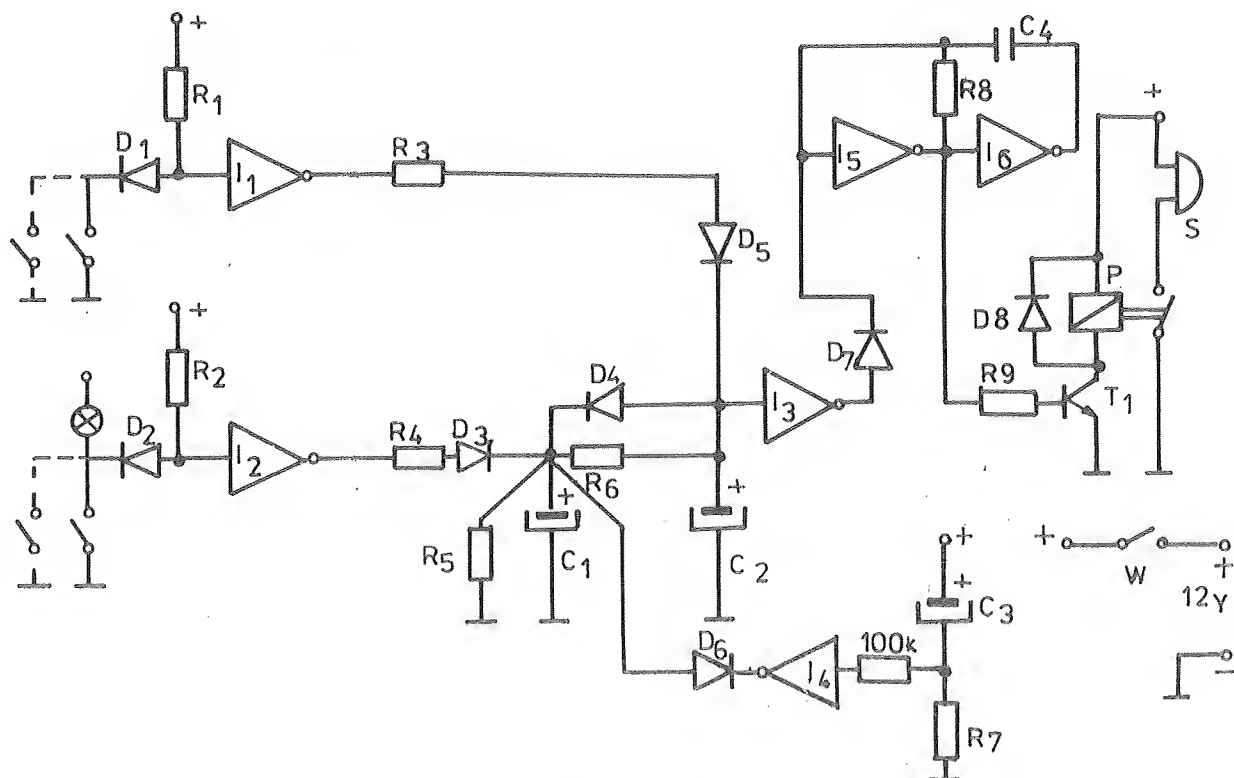 +
R1
D1
I1
R3
D5
+
R2
D2
I2
R4
D3
D4
R6
R5
+
C1
+
C2
I3
D7
I5
R8
C4
I6
+
S
P
D8
R9
T1
+
+
C3
D6
I4
100k
R7
+
W
+
12V
-